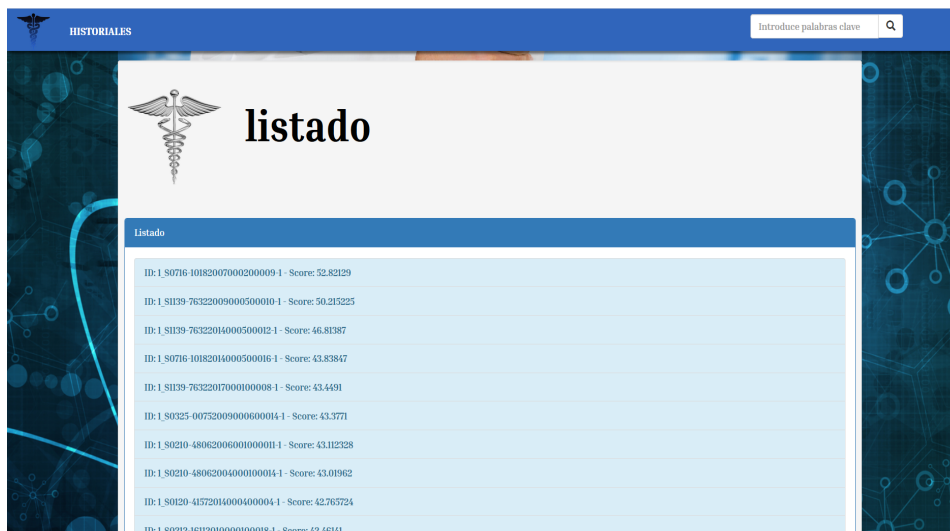 HISTORIALES
Introduce palabras clave
listado
Listado
ID: 1_S0716-10182007000200009-1 - Score: 52.82129
ID: 1_S1139-76322009000500010-1 - Score: 50.215225
ID: 1_S1139-76322014000500012-1 - Score: 46.81387
ID: 1_S0716-10182014000500016-1 - Score: 43.83847
ID: 1_S1139-76322017000100008-1 - Score: 43.4491
ID: 1_S0325-00752009000600014-1 - Score: 43.3771
ID: 1_S0210-48062006001000011-1 - Score: 43.112328
ID: 1_S0210-48062004000100014-1 - Score: 43.01962
ID: 1_S0120-41572014000400004-1 - Score: 42.765724